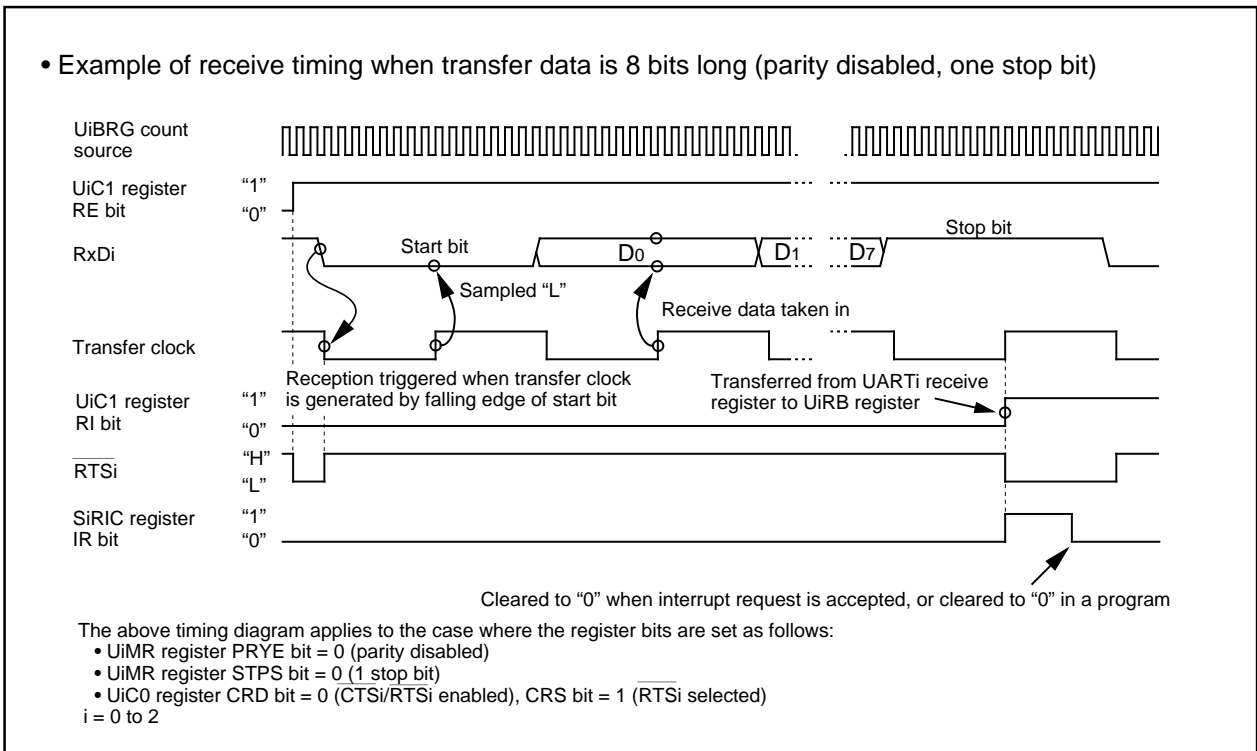 • Example of receive timing when transfer data is 8 bits long (parity disabled, one stop bit)
UiBRG count
source
UiC1 register
RE bit
“1”
“0”
RxDi
Start bit
D0
D1
D7
Stop bit
Sampled “L”
Receive data taken in
Transfer clock
Reception triggered when transfer clock
is generated by falling edge of start bit
Transferred from UARTi receive
register to UiRB register
UiC1 register
RI bit
“1”
“0”
RTSi
“H”
“L”
SiRIC register
IR bit
“1”
“0”
Cleared to “0” when interrupt request is accepted, or cleared to “0” in a program
The above timing diagram applies to the case where the register bits are set as follows:
• UiMR register PRYE bit = 0 (parity disabled)
• UiMR register STPS bit = 0 (1 stop bit)
• UiC0 register CRD bit = 0 (CTSi/RTSi enabled), CRS bit = 1 (RTSi selected)
i = 0 to 2